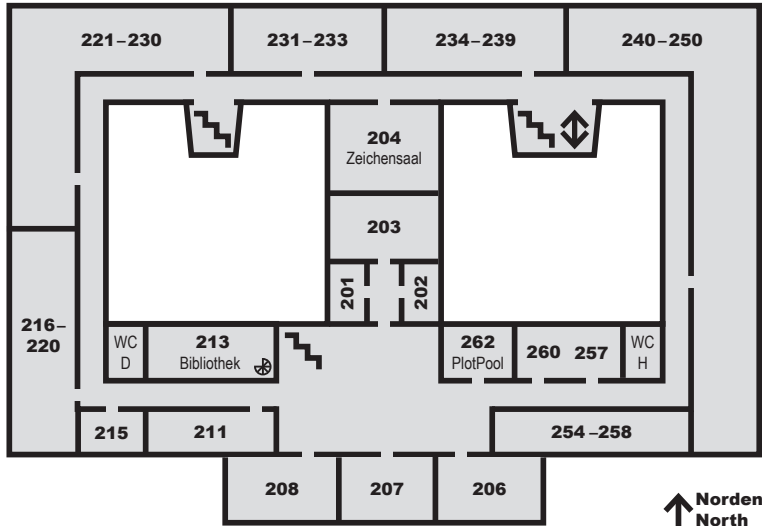 221–230
231–233
234–239
240–250
204
Zeichensaal
203
201
202
216–
220
WC
D
213
Bibliothek
262
PlotPool
260 257
WC
H
215
211
254–258
208
207
206
Norden
North